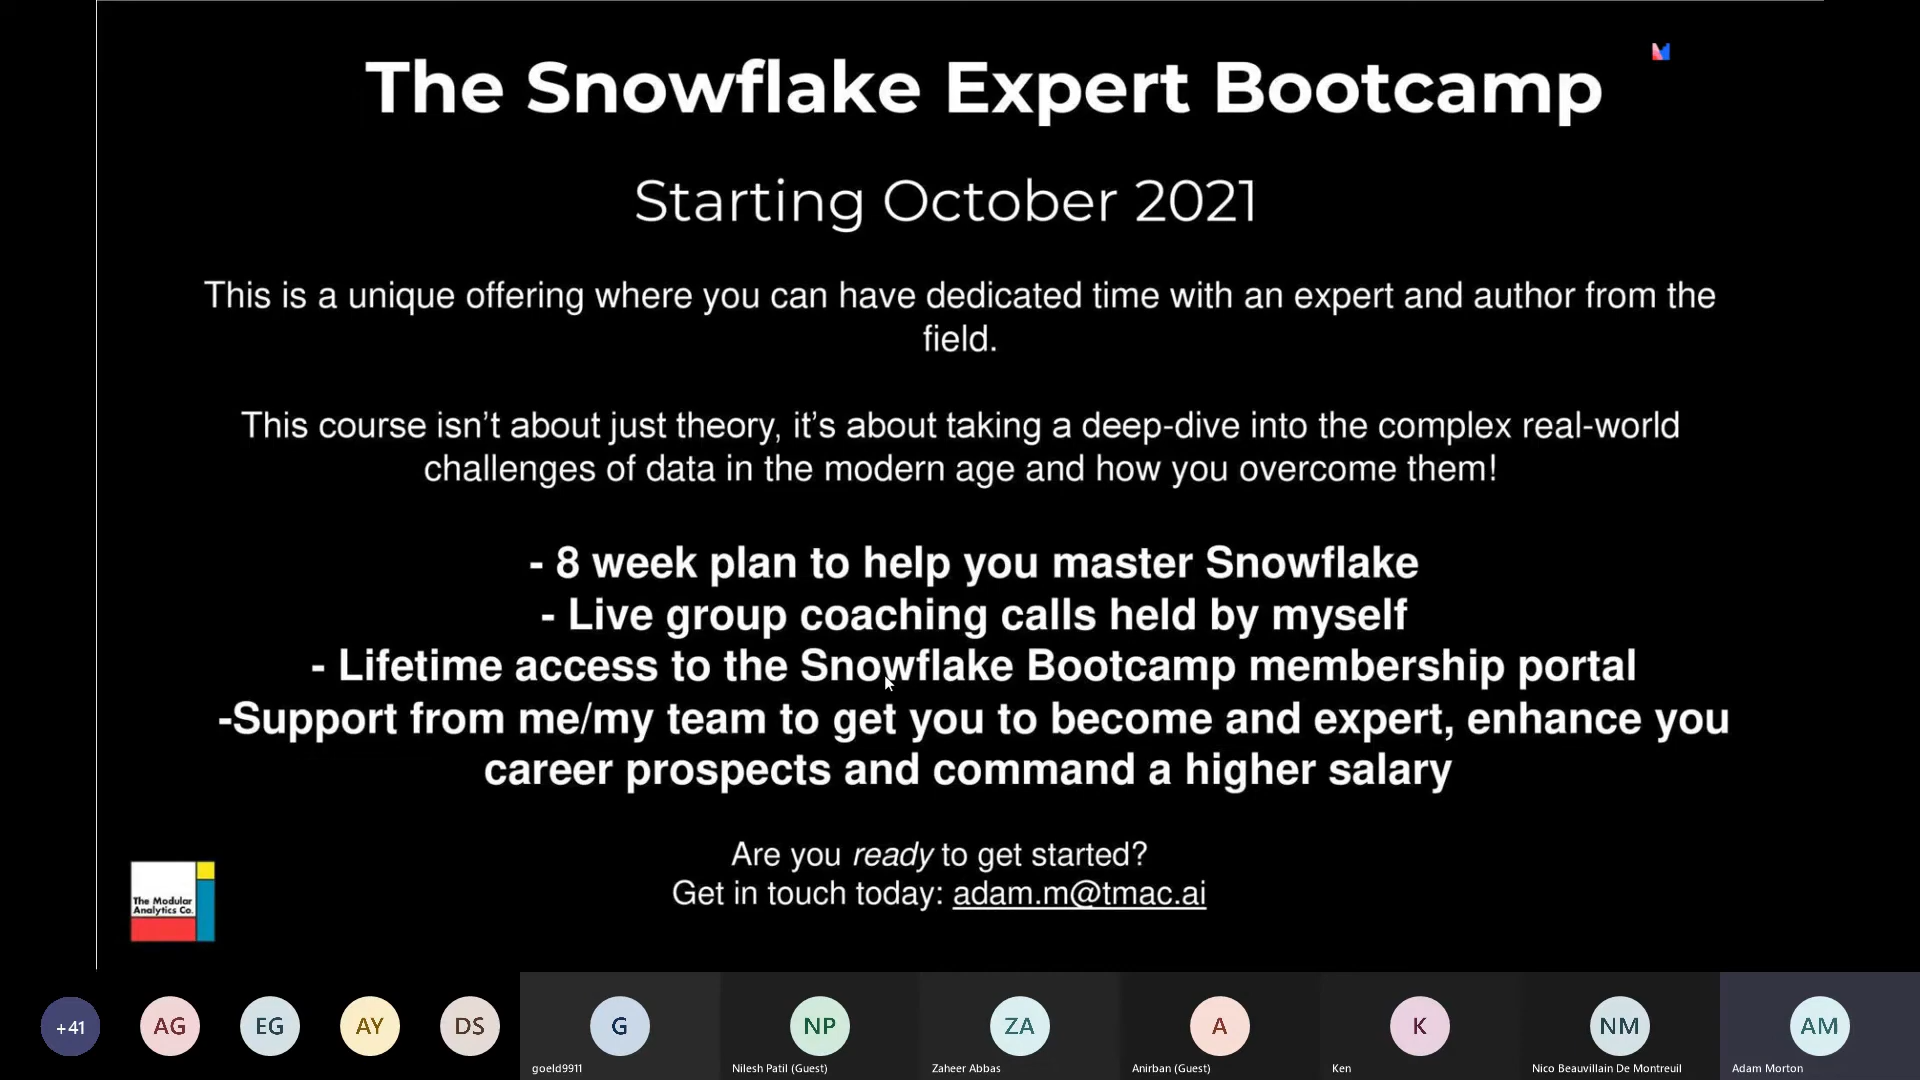 The Snowflake Expert Bootcamp
Starting October 2021
This is a unique offering where you can have dedicated time with an expert and author from the
field.
This course isn’t about just theory, it’s about taking a deep-dive into the complex real-world
challenges of data in the modern age and how you overcome them!
- 8 week plan to help you master Snowflake
- Live group coaching calls held by myself
- Lifetime access to the Snowflake Bootcamp membership portal
-Support from me/my team to get you to become and expert, enhance you
career prospects and command a higher salary
Are you ready to get started?
Get in touch today: adam.m@tmac.ai
The Modular
Analytics Co.
+41 AG EG AY DS G NP ZA A K NM AM
goeld9911 Nilesh Patil (Guest) Zaheer Abbas Anirban (Guest) Ken Nico Beauvillain De Montreuil Adam Morton